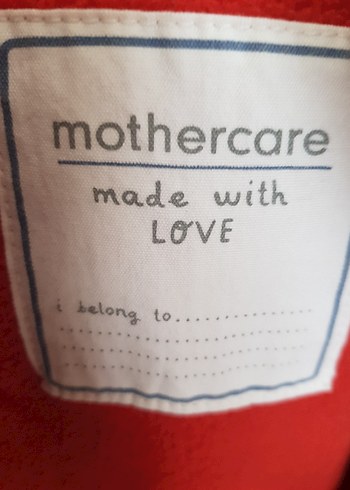 mothercare
made with
LOVE
i belong to...............